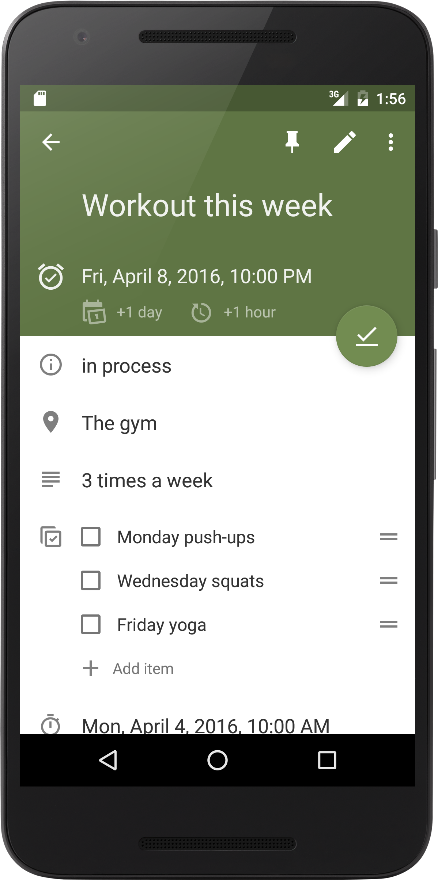 3G 1:56
Workout this week
Fri, April 8, 2016, 10:00 PM
1 +1 day +1 hour
in process
The gym
3 times a week
Monday push-ups
Wednesday squats
Friday yoga
Add item
Mon, April 4, 2016, 10:00 AM